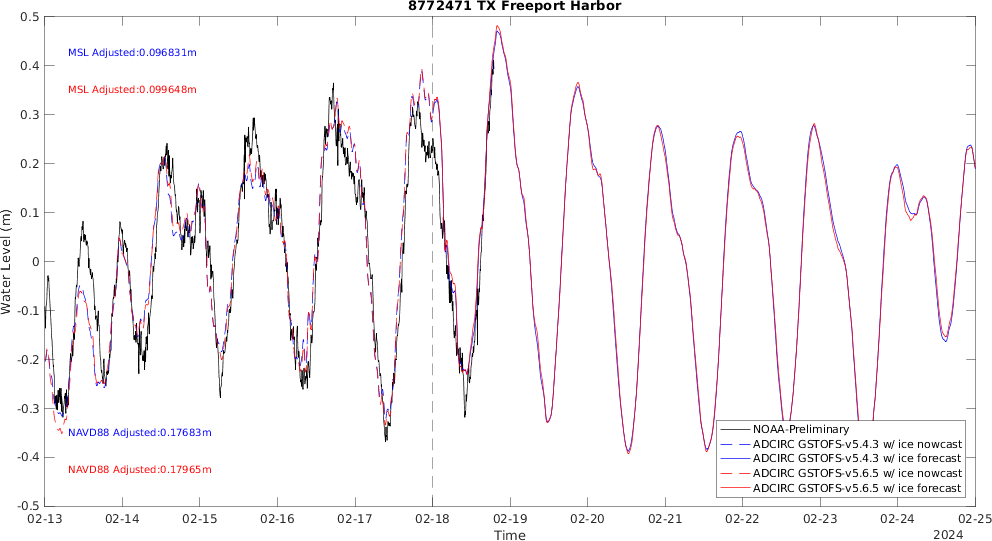 8772471 TX Freeport Harbor
0.5
0.4
0.3
0.2
0.1
0
-0.1
-0.2
-0.3
-0.4
-0.5
Water Level (m)
MSL Adjusted:0.096831m
MSL Adjusted:0.099648m
NAVD88 Adjusted:0.17683m
NAVD88 Adjusted:0.17965m
NOAA-Preliminary
ADCIRC GSTOFS-v5.4.3 w/ ice nowcast
ADCIRC GSTOFS-v5.4.3 w/ ice forecast
ADCIRC GSTOFS-v5.6.5 w/ ice nowcast
ADCIRC GSTOFS-v5.6.5 w/ ice forecast
02-13 02-14 02-15 02-16 02-17 02-18 02-19 02-20 02-21 02-22 02-23 02-24 02-25
Time
2024